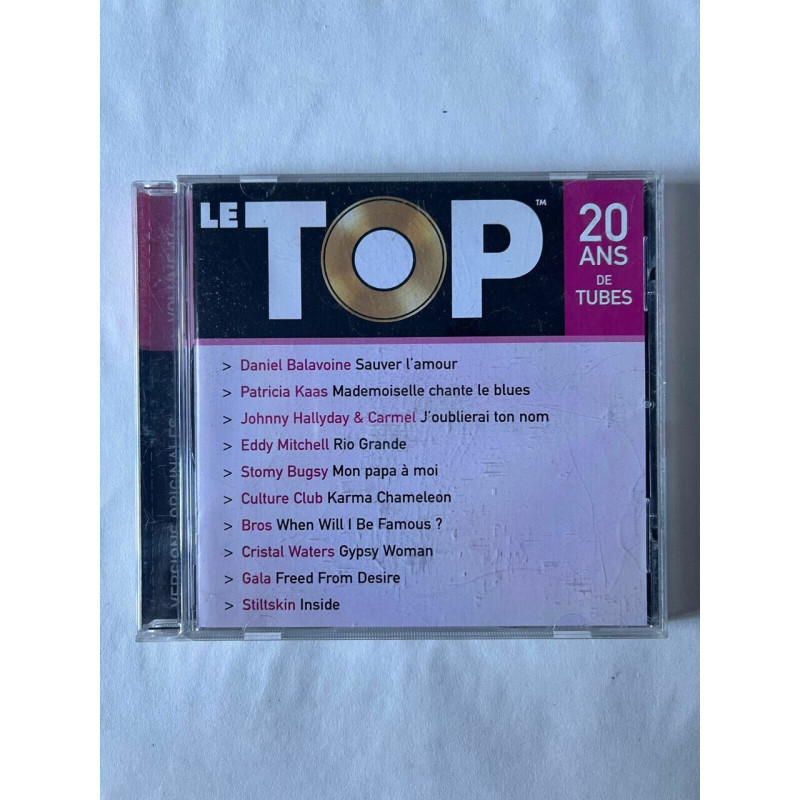 LE TOP™
20
ANS
DE
TUBES
> Daniel Balavoine Sauver l'amour
> Patricia Kaas Mademoiselle chante le blues
> Johnny Hallyday & Carmel J'oublierai ton nom
> Eddy Mitchell Rio Grande
> Stomy Bugsy Mon papa à moi
> Culture Club Karma Chameleon
> Bros When Will I Be Famous ?
> Cristal Waters Gypsy Woman
> Gala Freed From Desire
> Stiltskin Inside
VERSIONS ORIGINALES